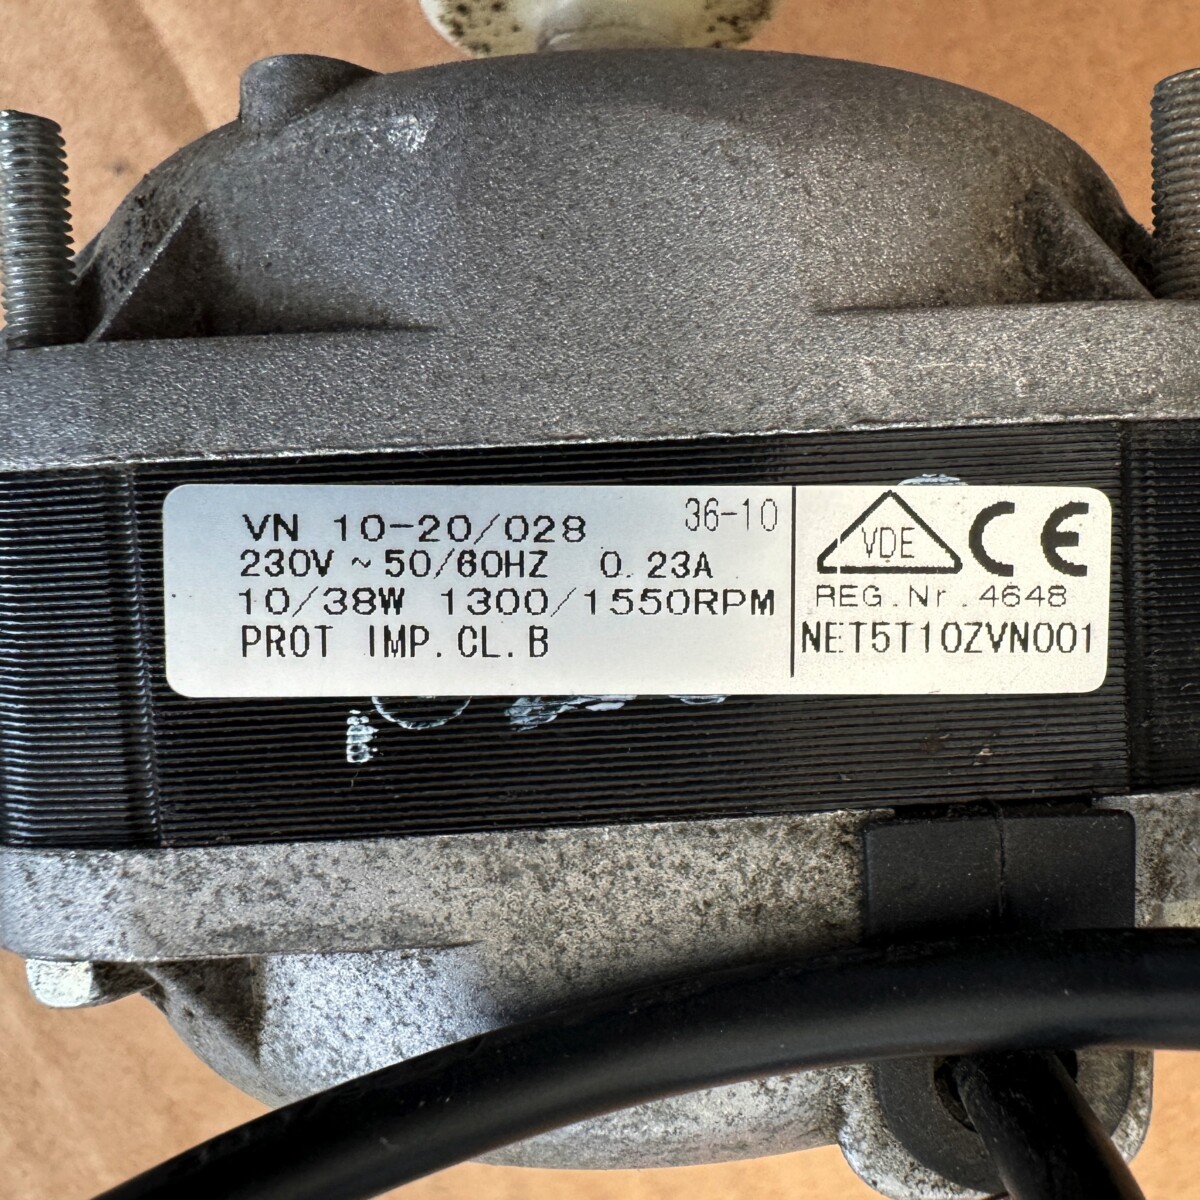 VN 10-20/028 36-10
230V ~ 50/60HZ 0.23A
10/38W 1300/1550RPM
PROT IMP.CL.B
VDE CE
REG.Nr.4648
NET5T10ZVN001